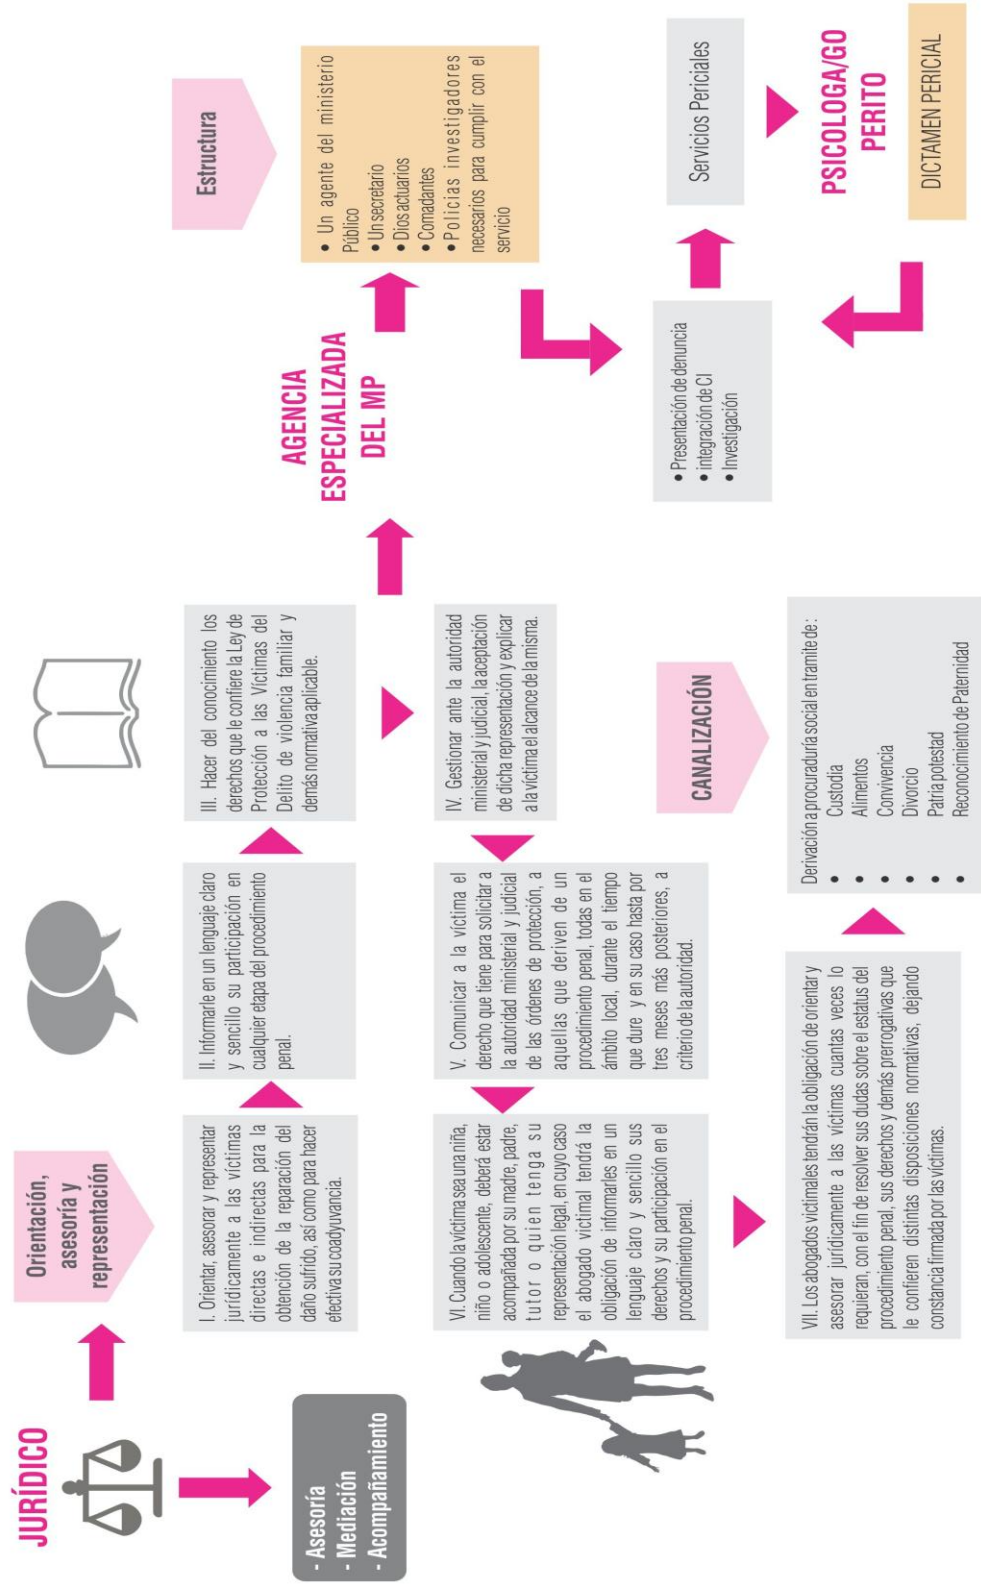 JURÍDICO
Orientación,
asesoría y
representación
- Asesoría
- Mediación
- Acompañamiento
I. Orientar, asesorar y representar
jurídicamente a las víctimas
directas e indirectas para la
obtención de la reparación del
daño sufrido, así como para hacer
efectiva su coadyuvancia.
II. Informarle en un lenguaje claro
y sencillo su participación en
cualquier etapa del procedimiento
penal.
III. Hacer del conocimiento los
derechos que le confiere la Ley de
Protección a las Víctimas del
Delito de violencia familiar y
demás normativa aplicable.
IV. Gestionar ante la autoridad
ministerial y judicial, la aceptación
de dicha representación y explicar
a la víctima el alcance de la misma.
V. Comunicar a la víctima el
derecho que tiene para solicitar a
la autoridad ministerial y judicial
de las órdenes de protección, a
aquellas que deriven de un
procedimiento penal, todas en el
ámbito local, durante el tiempo
que dure y en su caso hasta por
tres meses más posteriores, a
criterio de la autoridad.
VI. Cuando la víctima sea una niña,
niño o adolescente, deberá estar
acompañada por su madre, padre,
tutor o quien tenga su
representación legal, en cuyo caso
el abogado victimal tendrá la
obligación de informarles en un
lenguaje claro y sencillo sus
derechos y su participación en el
procedimiento penal.
VII. Los abogados victimales tendrán la obligación de orientar y
asesorar jurídicamente a las víctimas cuantas veces lo
requieran, con el fin de resolver sus dudas sobre el estatus del
procedimiento penal, sus derechos y demás prerrogativas que
le confieren distintas disposiciones normativas, dejando
constancia firmada por las víctimas.
CANALIZACIÓN
Derivación a procuraduría social en tramite de:
• Custodia
• Alimentos
• Convivencia
• Divorcio
• Patria potestad
• Reconocimiento de Paternidad
AGENCIA
ESPECIALIZADA
DEL MP
Estructura
• Un agente del ministerio
Público
• Un secretario
• Dios actuarios
• Comadantes
• Policias investigadores
necesarios para cumplir con el
servicio
• Presentación de denuncia
• integración de CI
• Investigación
Servicios Periciales
PSICOLOGA/GO
PERITO
DICTAMEN PERICIAL